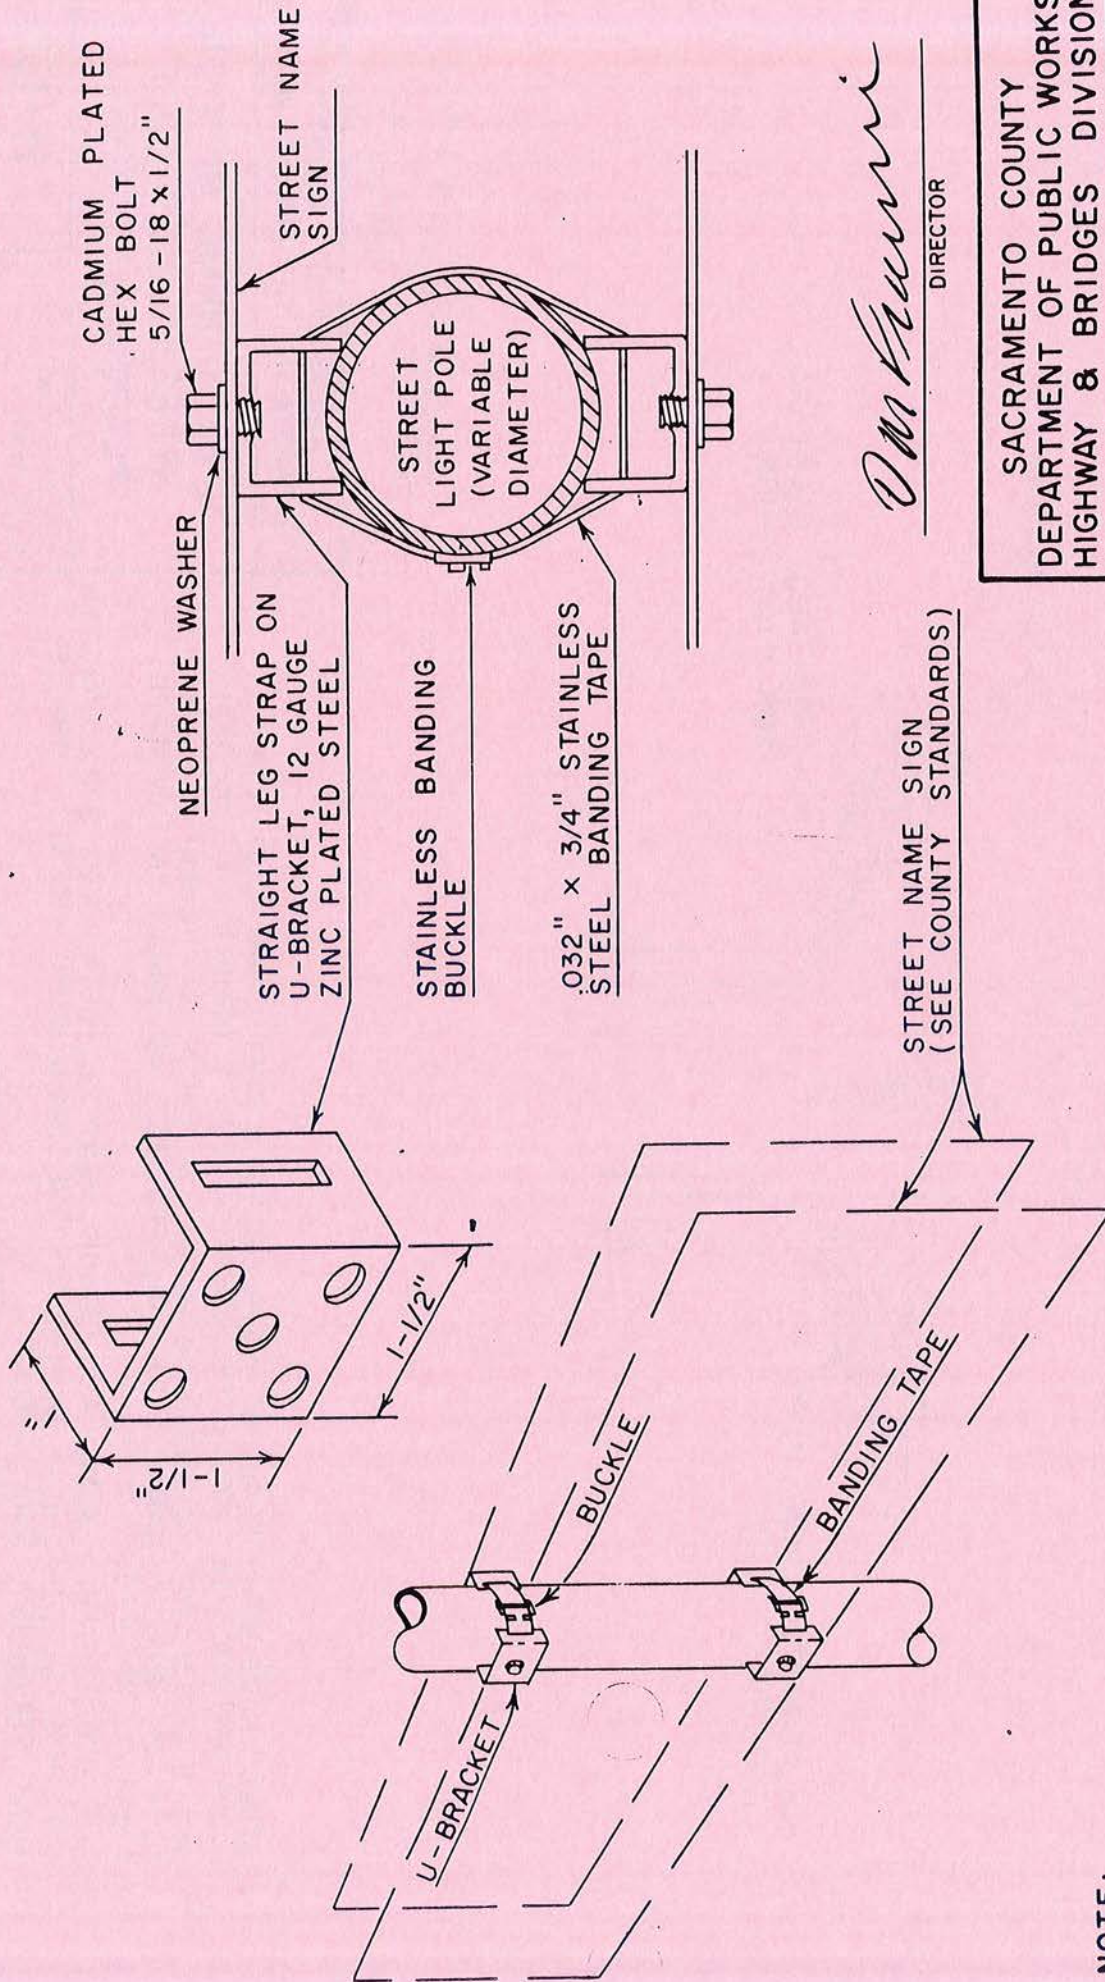 CADMIUM PLATED
HEX BOLT
5/16 - 18 x 1/2"
STREET NAME
SIGN
NEOPRENE WASHER
STREET
LIGHT POLE
(VARIABLE
DIAMETER)
STRAIGHT LEG STRAP ON
U-BRACKET, 12 GAUGE
ZINC PLATED STEEL
STAINLESS BANDING
BUCKLE
.032" x 3/4" STAINLESS
STEEL BANDING TAPE
1"
1-1/2"
1-1/2"
STREET NAME SIGN
(SEE COUNTY STANDARDS)
U-BRACKET
BUCKLE
BANDING TAPE
DIRECTOR
SACRAMENTO COUNTY
DEPARTMENT OF PUBLIC WORKS
HIGHWAY & BRIDGES DIVISION
NOTE: